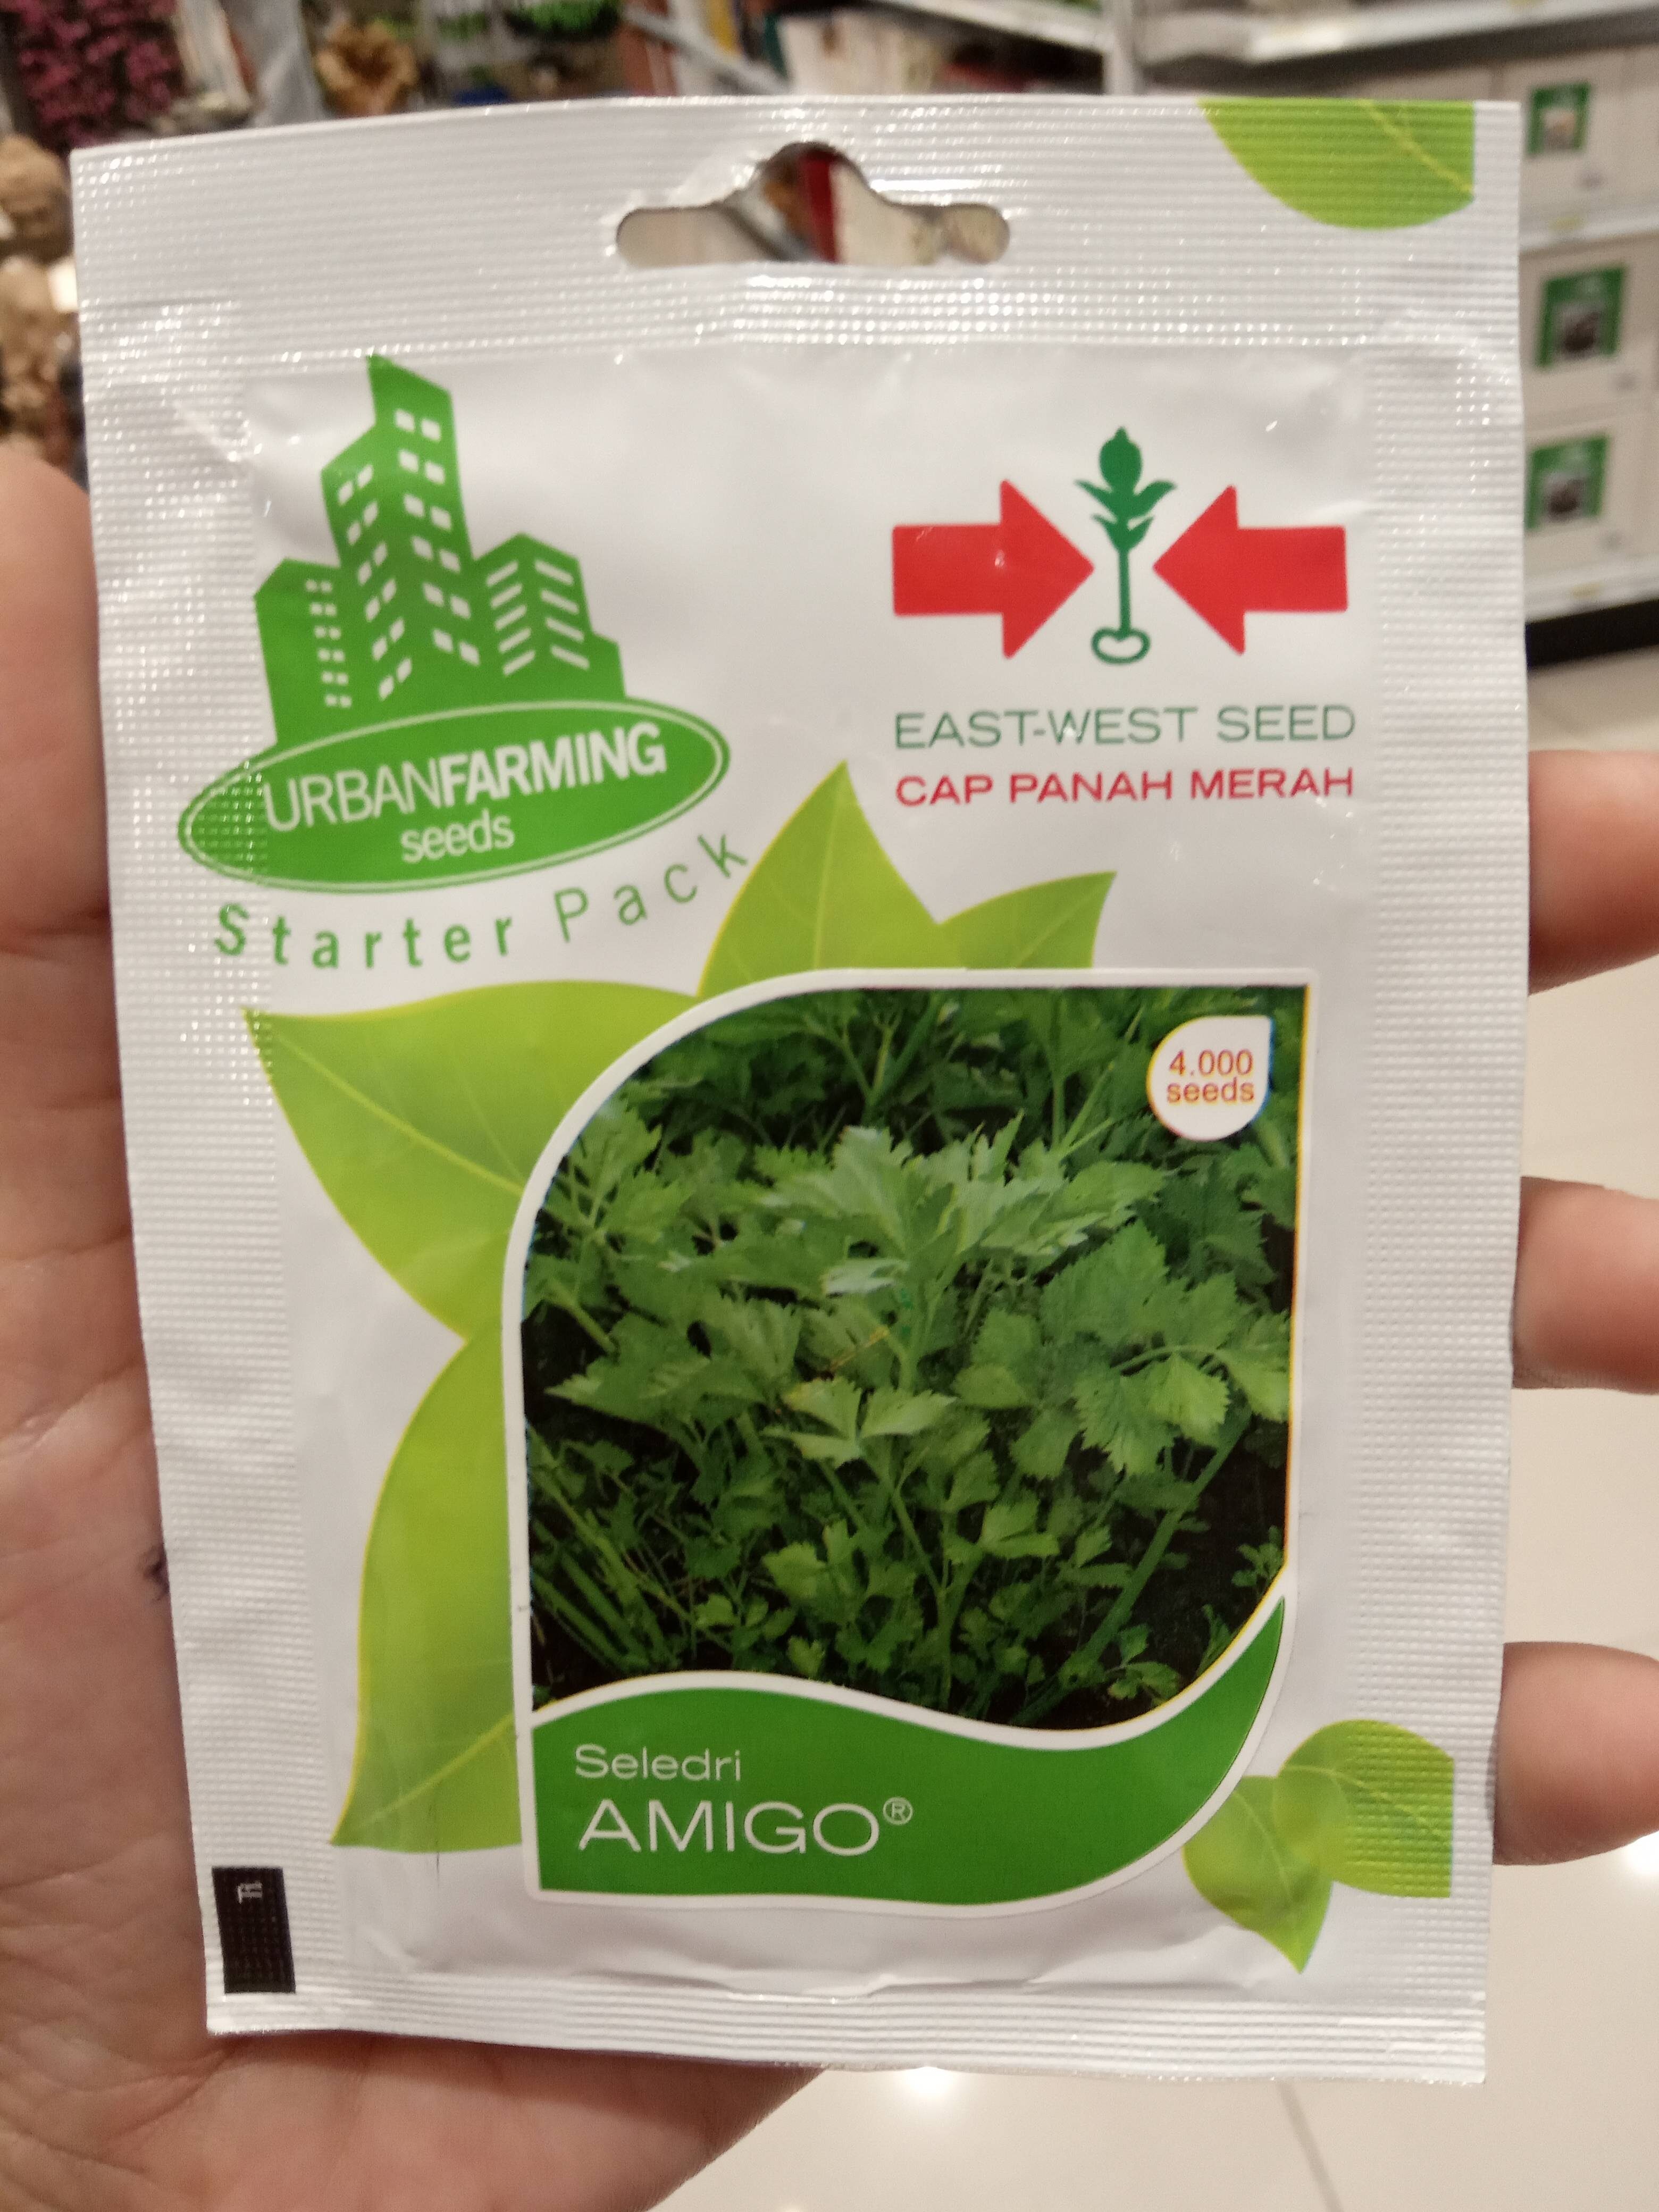 URBANFARMING
seeds
Starter Pack
EAST-WEST SEED
CAP PANAH MERAH
4.000
seeds
Seledri
AMIGO®